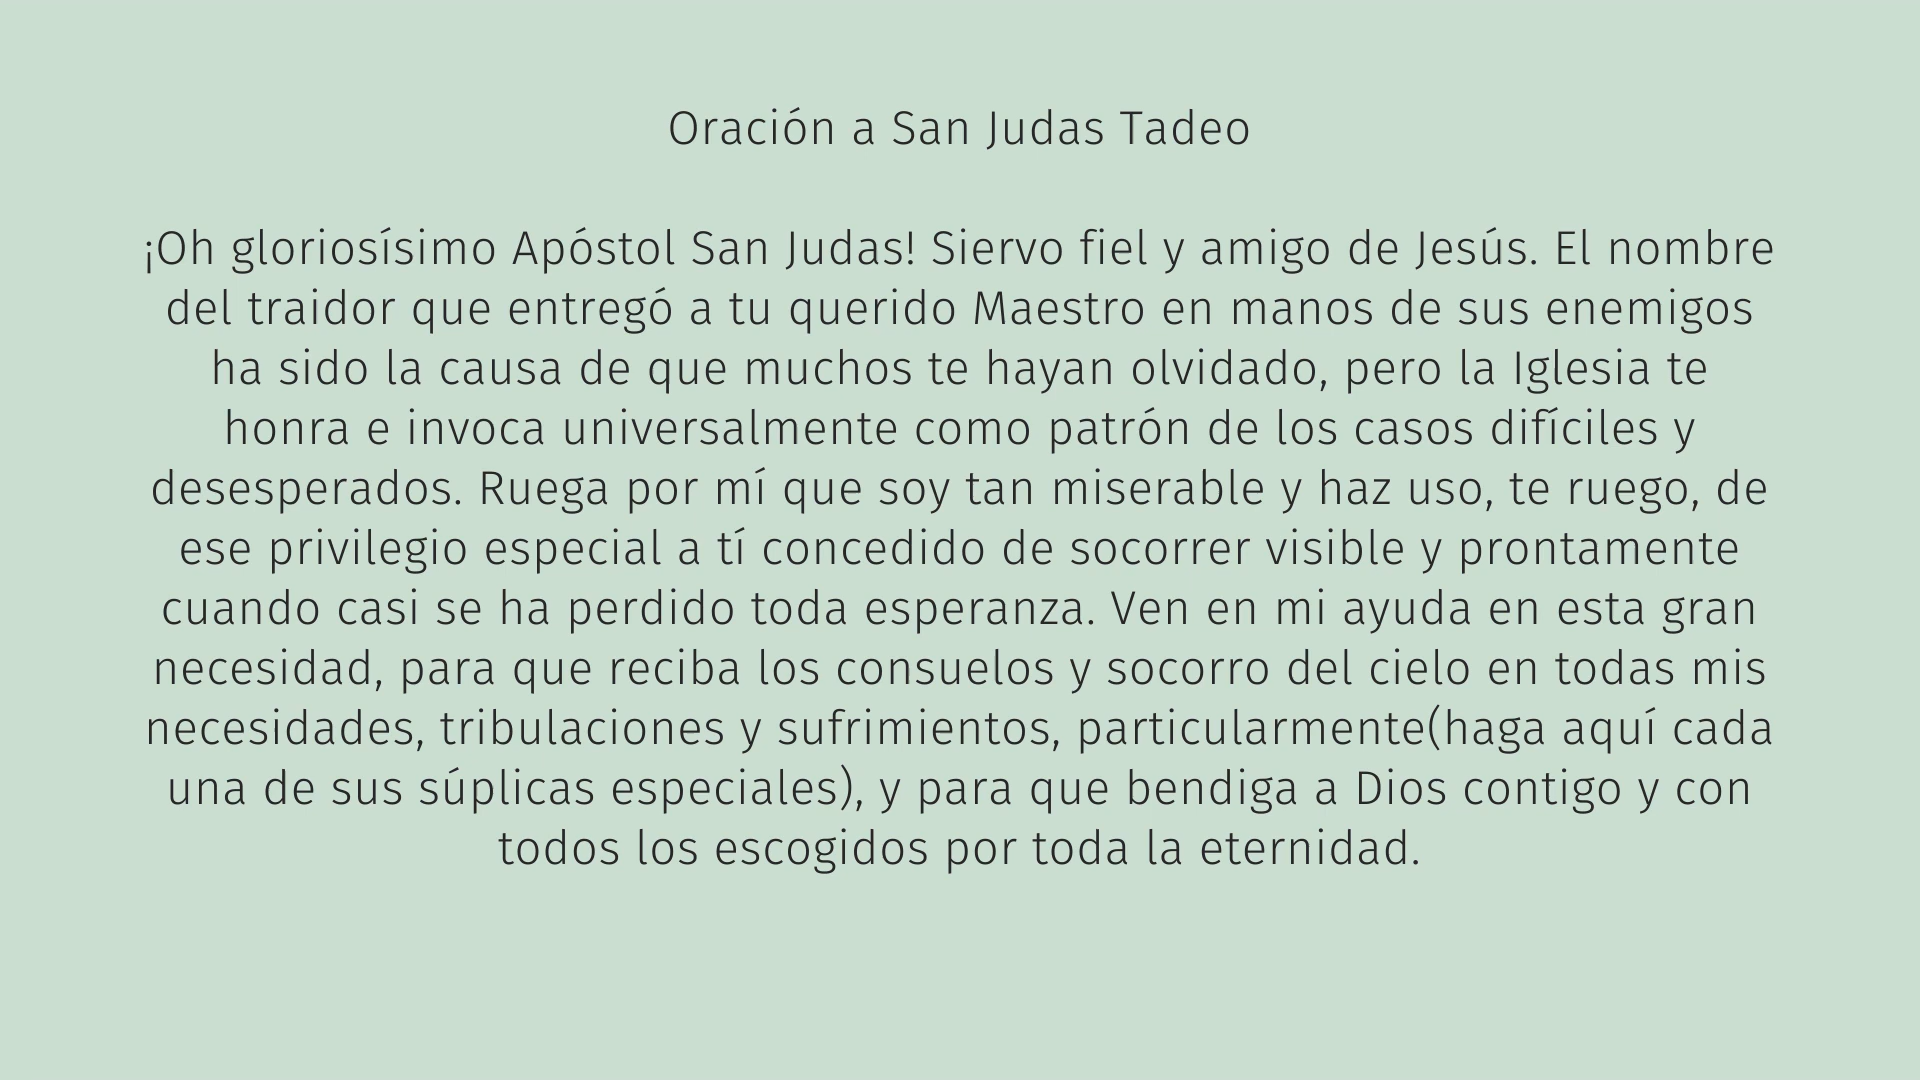 Oración a San Judas Tadeo
¡Oh gloriosísimo Apóstol San Judas! Siervo fiel y amigo de Jesús. El nombre
del traidor que entregó a tu querido Maestro en manos de sus enemigos
ha sido la causa de que muchos te hayan olvidado, pero la Iglesia te
honra e invoca universalmente como patrón de los casos difíciles y
desesperados. Ruega por mí que soy tan miserable y haz uso, te ruego, de
ese privilegio especial a tí concedido de socorrer visible y prontamente
cuando casi se ha perdido toda esperanza. Ven en mi ayuda en esta gran
necesidad, para que reciba los consuelos y socorro del cielo en todas mis
necesidades, tribulaciones y sufrimientos, particularmente(haga aquí cada
una de sus súplicas especiales), y para que bendiga a Dios contigo y con
todos los escogidos por toda la eternidad.